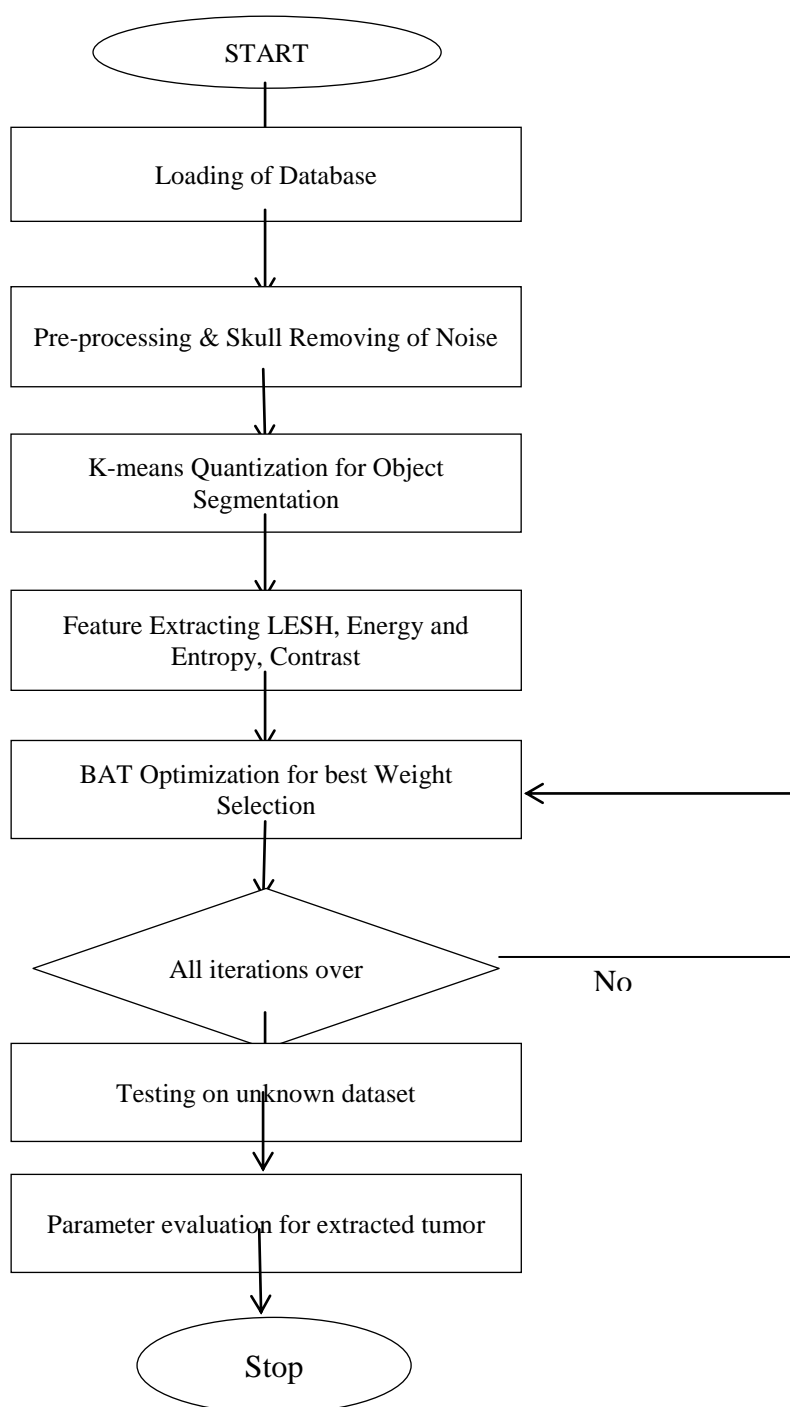 START
Loading of Database
Pre-processing & Skull Removing of Noise
K-means Quantization for Object
Segmentation
Feature Extracting LESH, Energy and
Entropy, Contrast
BAT Optimization for best Weight
Selection
All iterations over
No
Testing on unknown dataset
Parameter evaluation for extracted tumor
Stop